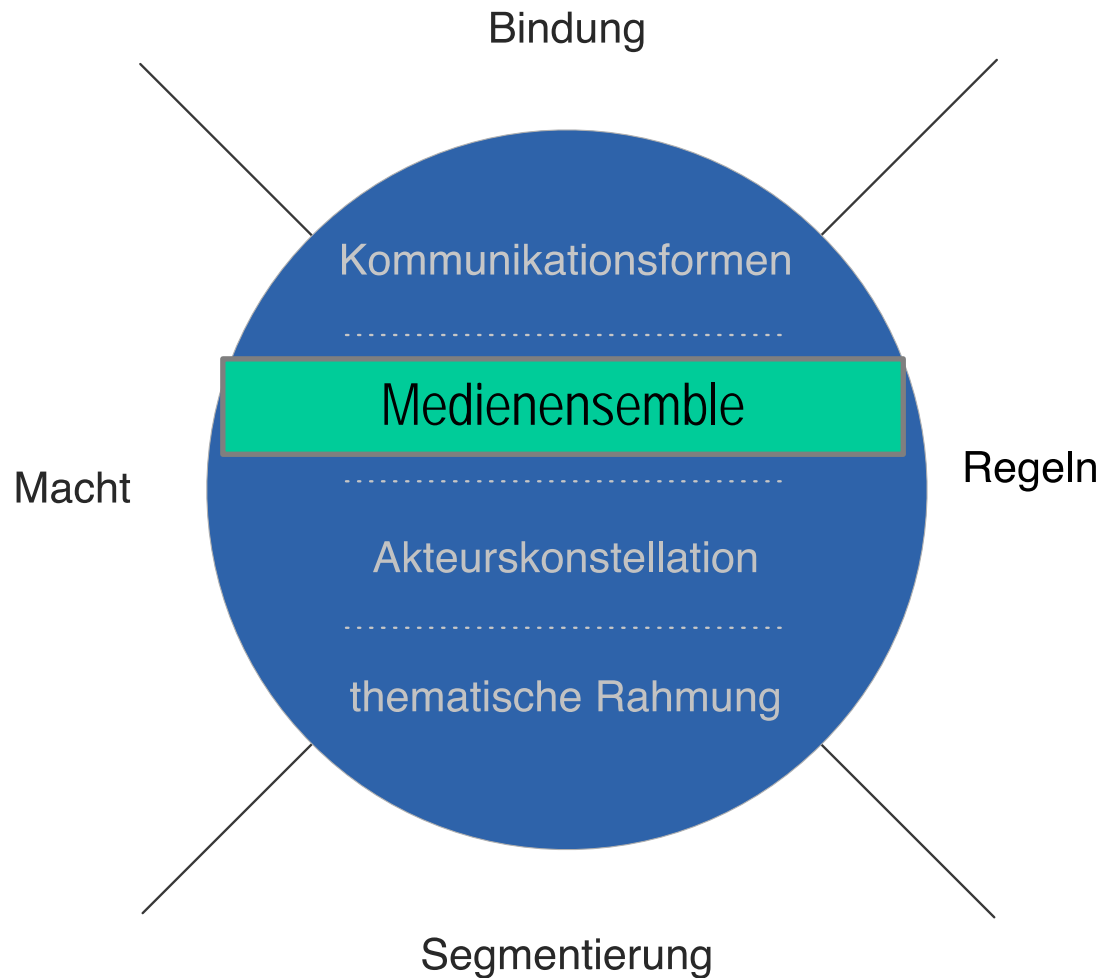 Bindung
Kommunikationsformen
Medienensemble
Macht
Regeln
Akteurskonstellation
thematische Rahmung
Segmentierung